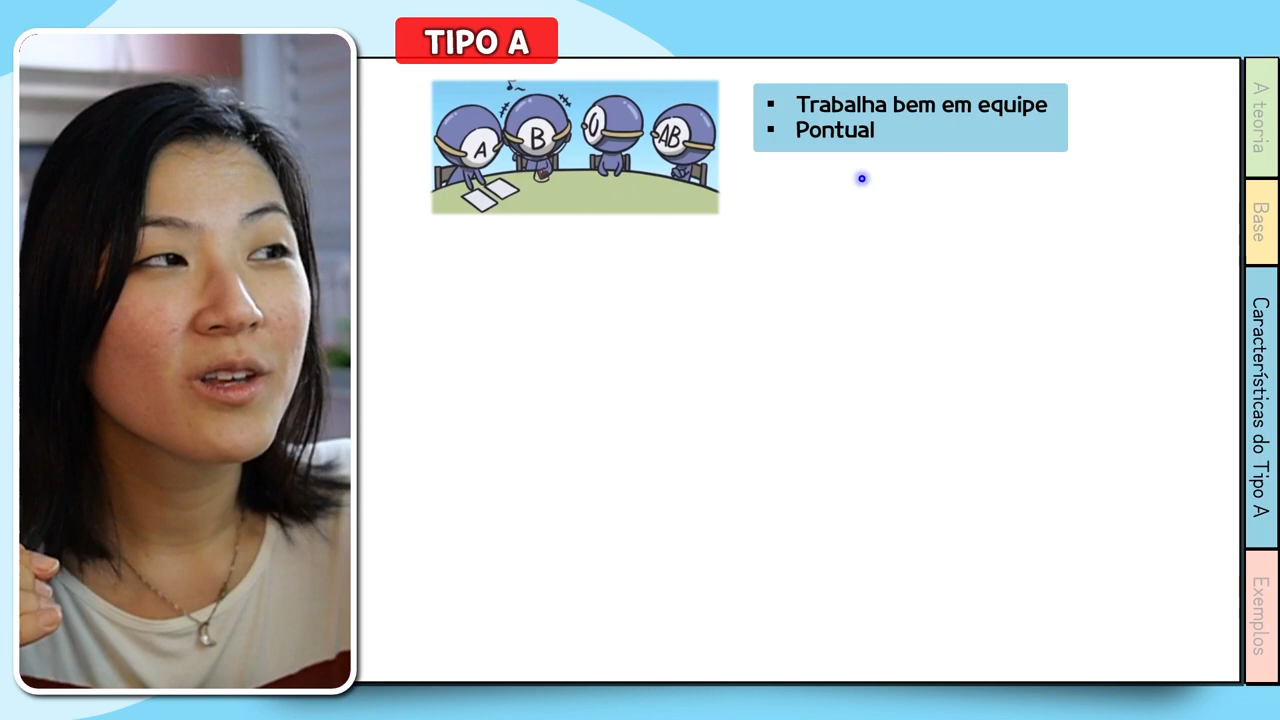 TIPO A
A
B
O
AB
▪ Trabalha bem em equipe
▪ Pontual
A teoria
Base
Características do Tipo A
Exemplos